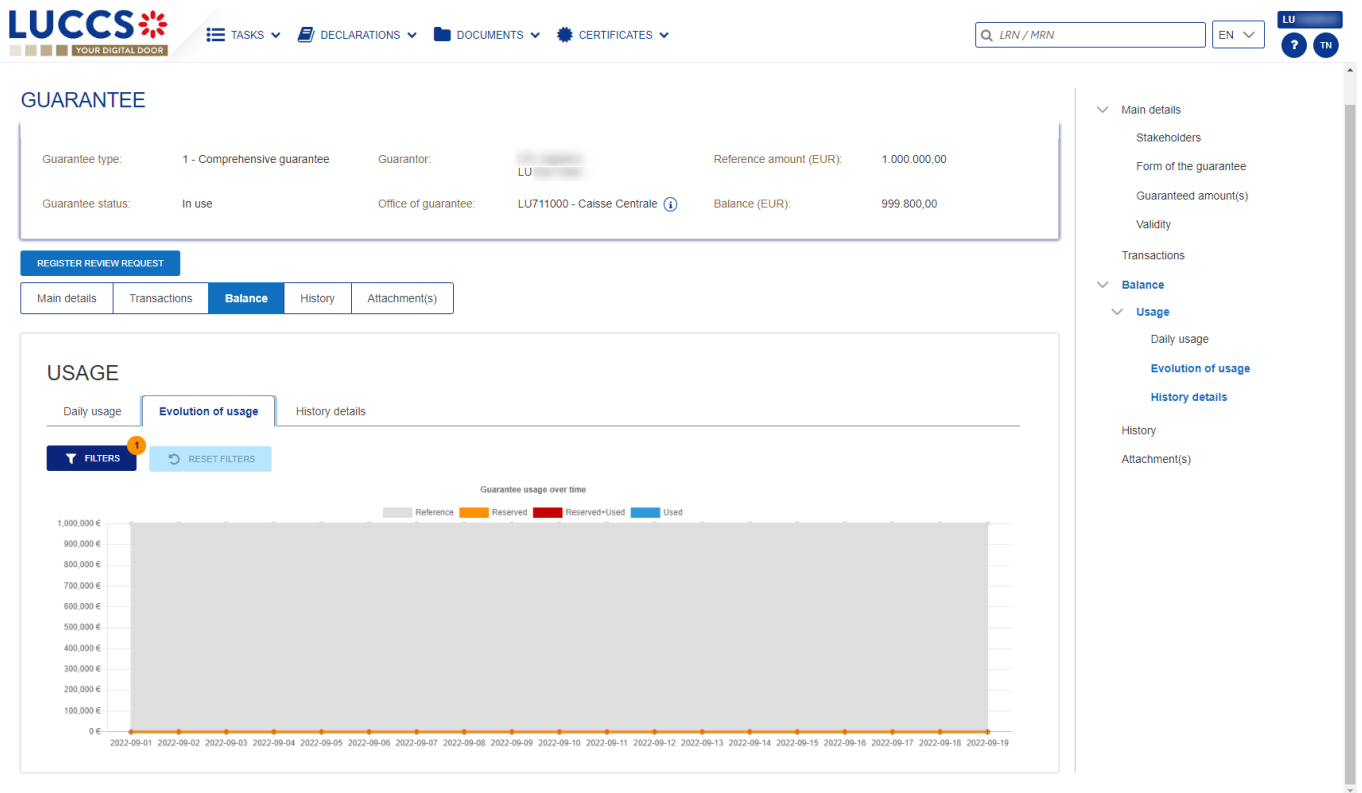 LUCCS
YOUR DIGITAL DOOR
TASKS
DECLARATIONS
DOCUMENTS
CERTIFICATES
LRN / MRN
EN
LU
?
TN
GUARANTEE
Guarantee type: 1 - Comprehensive guarantee Guarantor: Reference amount (EUR): 1.000.000,00
LU
Guarantee status: In use Office of guarantee: LU711000 - Caisse Centrale i Balance (EUR): 999.800,00
REGISTER REVIEW REQUEST
Main details Transactions Balance History Attachment(s)
USAGE
Daily usage Evolution of usage History details
FILTERS 1 RESET FILTERS
Guarantee usage over time
Reference Reserved Reserved+Used Used
1,000,000 €
900,000 €
800,000 €
700,000 €
600,000 €
500,000 €
400,000 €
300,000 €
200,000 €
100,000 €
0 €
2022-09-01 2022-09-02 2022-09-03 2022-09-04 2022-09-05 2022-09-06 2022-09-07 2022-09-08 2022-09-09 2022-09-10 2022-09-11 2022-09-12 2022-09-13 2022-09-14 2022-09-15 2022-09-16 2022-09-17 2022-09-18 2022-09-19
Main details
Stakeholders
Form of the guarantee
Guaranteed amount(s)
Validity
Transactions
Balance
Usage
Daily usage
Evolution of usage
History details
History
Attachment(s)